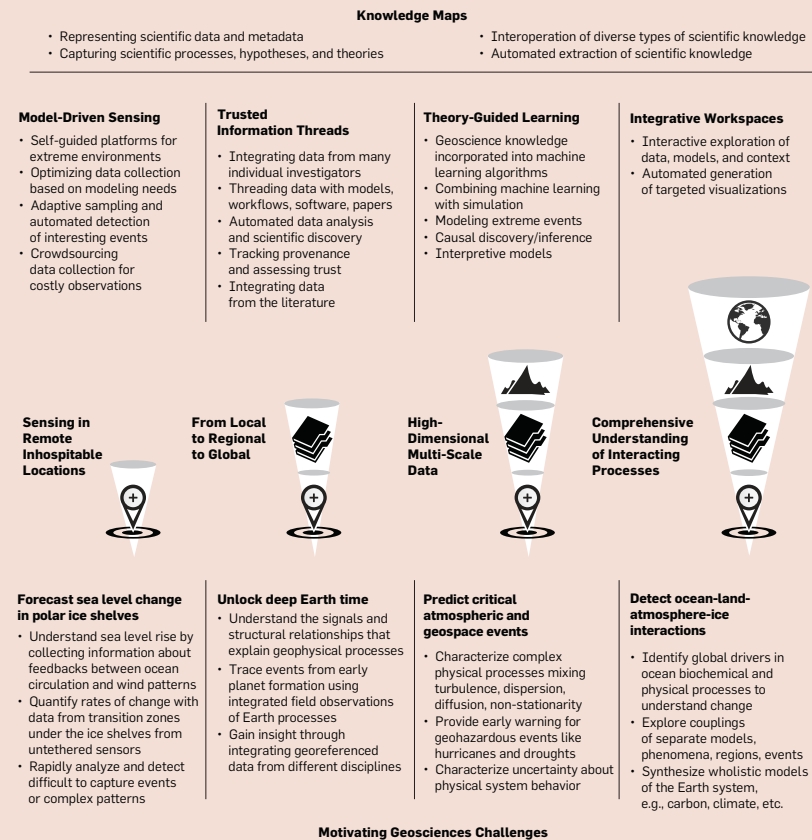 Knowledge Maps
• Representing scientific data and metadata
• Capturing scientific processes, hypotheses, and theories
• Interoperation of diverse types of scientific knowledge
• Automated extraction of scientific knowledge
Model-Driven Sensing
• Self-guided platforms for
extreme environments
• Optimizing data collection
based on modeling needs
• Adaptive sampling and
automated detection
of interesting events
• Crowdsourcing
data collection for
costly observations
Trusted
Information Threads
• Integrating data from many
individual investigators
• Threading data with models,
workflows, software, papers
• Automated data analysis
and scientific discovery
• Tracking provenance
and assessing trust
• Integrating data
from the literature
Theory-Guided Learning
• Geoscience knowledge
incorporated into machine
learning algorithms
• Combining machine learning
with simulation
• Modeling extreme events
• Causal discovery/inference
• Interpretive models
Integrative Workspaces
• Interactive exploration of
data, models, and context
• Automated generation
of targeted visualizations
Sensing in
Remote
Inhospitable
Locations
From Local
to Regional
to Global
High-
Dimensional
Multi-Scale
Data
Comprehensive
Understanding
of Interacting
Processes
Forecast sea level change
in polar ice shelves
• Understand sea level rise by
collecting information about
feedbacks between ocean
circulation and wind patterns
• Quantify rates of change with
data from transition zones
under the ice shelves from
untethered sensors
• Rapidly analyze and detect
difficult to capture events
or complex patterns
Unlock deep Earth time
• Understand the signals and
structural relationships that
explain geophysical processes
• Trace events from early
planet formation using
integrated field observations
of Earth processes
• Gain insight through
integrating georeferenced
data from different disciplines
Predict critical
atmospheric and
geospace events
• Characterize complex
physical processes mixing
turbulence, dispersion,
diffusion, non-stationarity
• Provide early warning for
geohazardous events like
hurricanes and droughts
• Characterize uncertainty about
physical system behavior
Detect ocean-land-
atmosphere-ice
interactions
• Identify global drivers in
ocean biochemical and
physical processes to
understand change
• Explore couplings
of separate models,
phenomena, regions, events
• Synthesize wholistic models
of the Earth system,
e.g., carbon, climate, etc.
Motivating Geosciences Challenges